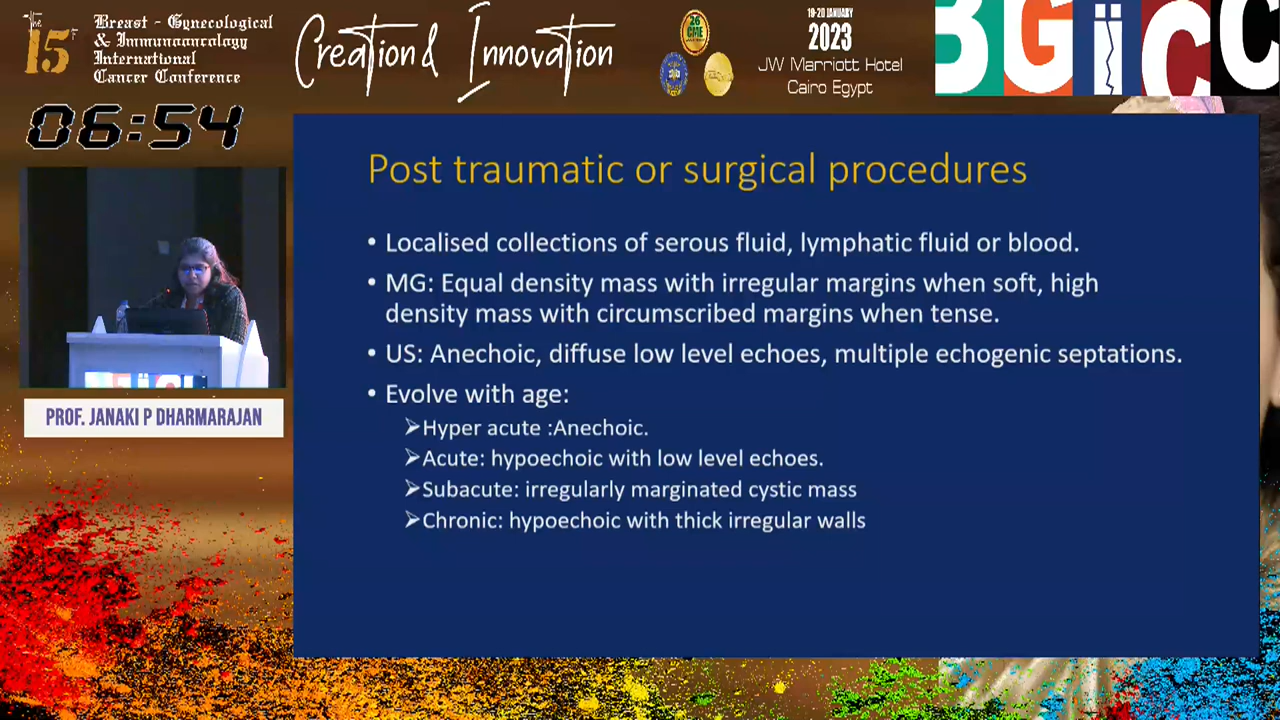 The
15th
Breast - Gynecological
& Immunooncology
International
Cancer Conference
Creation & Innovation
26
CME
19-20 JANUARY
2023
JW Marriott Hotel
Cairo Egypt
BGiCC
06:54
PROF. JANAKI P DHARMARAJAN
Post traumatic or surgical procedures
• Localised collections of serous fluid, lymphatic fluid or blood.
• MG: Equal density mass with irregular margins when soft, high
density mass with circumscribed margins when tense.
• US: Anechoic, diffuse low level echoes, multiple echogenic septations.
• Evolve with age:
➢Hyper acute :Anechoic.
➢Acute: hypoechoic with low level echoes.
➢Subacute: irregularly marginated cystic mass
➢Chronic: hypoechoic with thick irregular walls